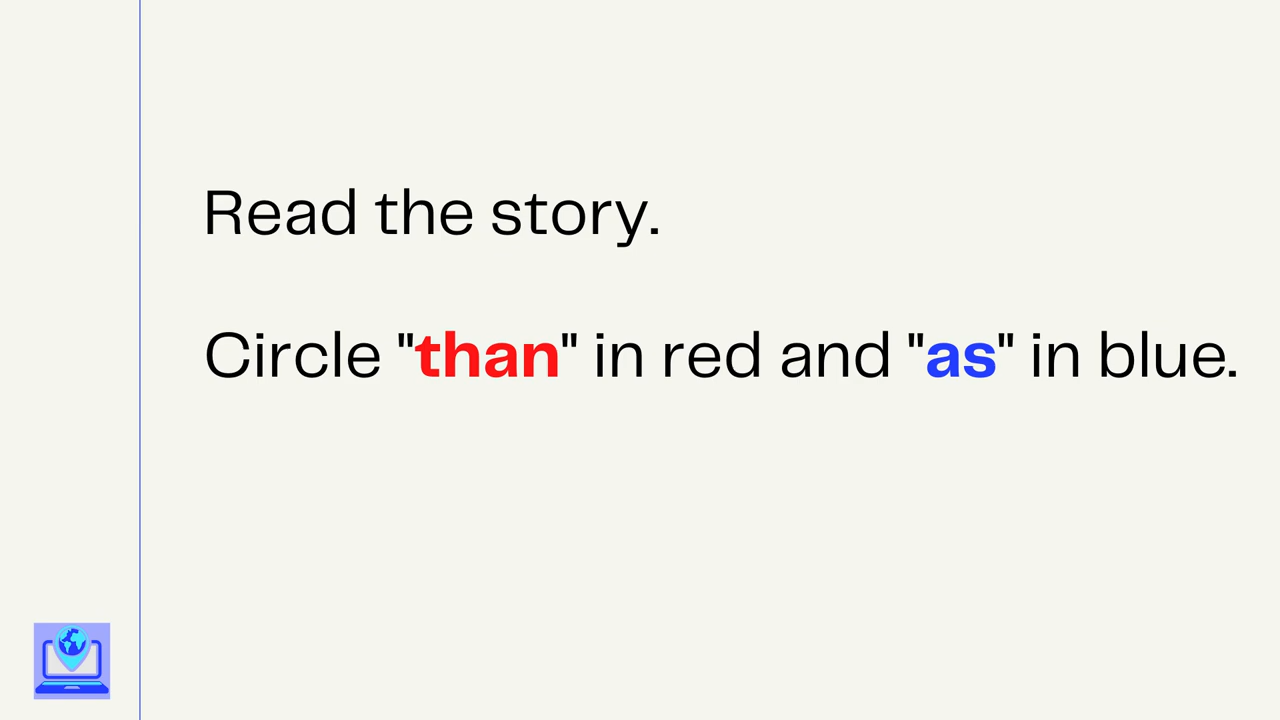 Read the story.
Circle "than" in red and "as" in blue.